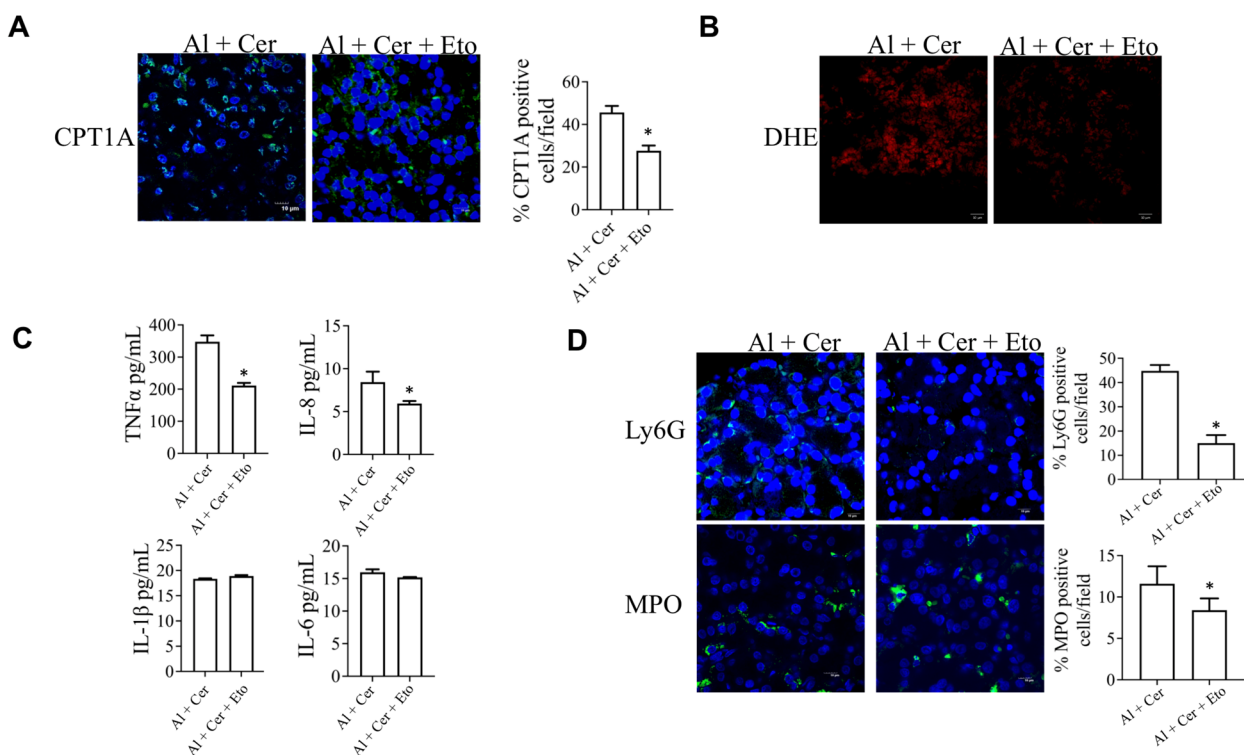 A
Al + Cer
Al + Cer + Eto
CPT1A
10 μm
% CPT1A positive
cells/field
60
40
20
0
*
Al + Cer
Al + Cer + Eto
B
Al + Cer
Al + Cer + Eto
DHE
C
TNFα pg/mL
400
300
200
100
0
*
Al + Cer
Al + Cer + Eto
IL-8 pg/mL
15
10
5
0
*
Al + Cer
Al + Cer + Eto
IL-1β pg/mL
20
15
10
5
0
Al + Cer
Al + Cer + Eto
IL-6 pg/mL
20
15
10
5
0
Al + Cer
Al + Cer + Eto
D
Al + Cer
Al + Cer + Eto
Ly6G
% Ly6G positive
cells/field
50
40
30
20
10
0
*
Al + Cer
Al + Cer + Eto
MPO
% MPO positive
cells/field
15
10
5
0
*
Al + Cer
Al + Cer + Eto